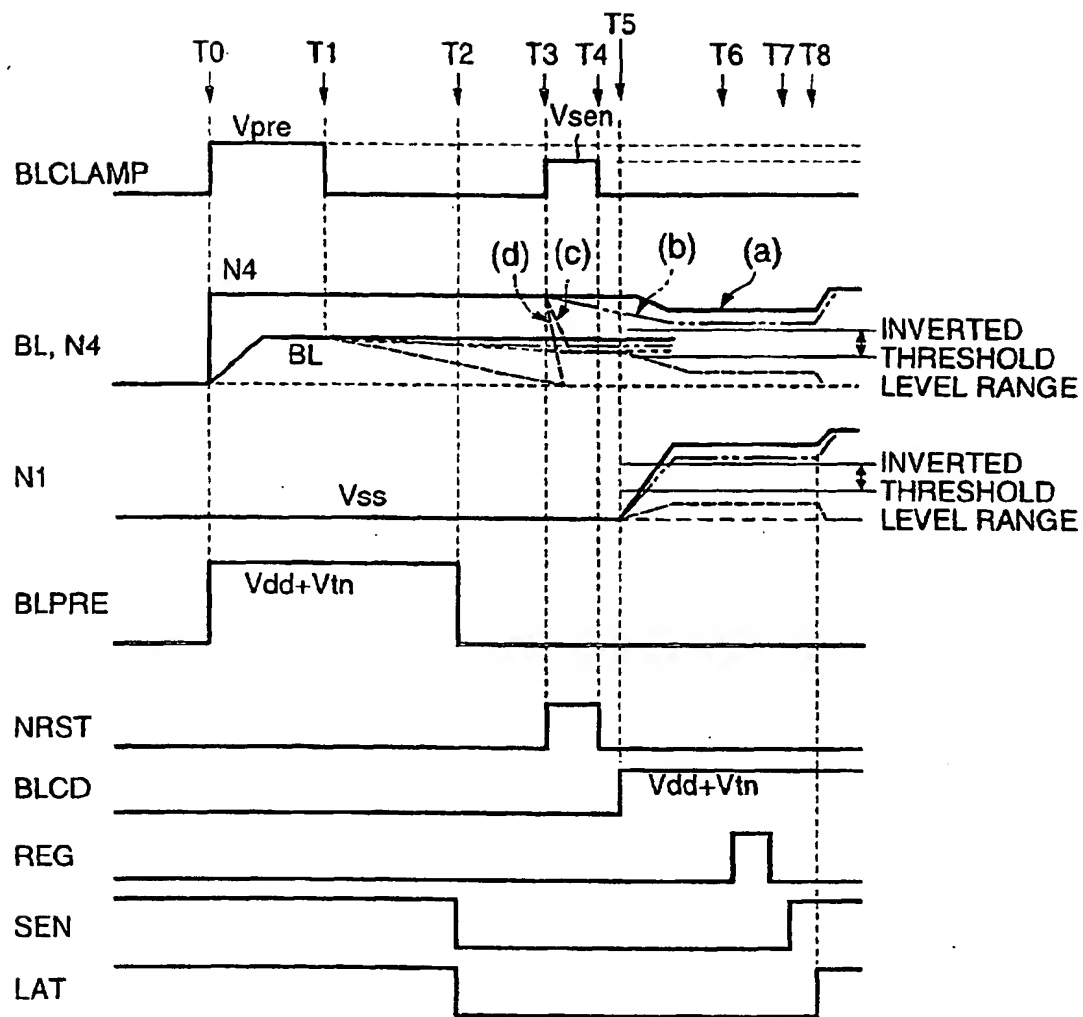 T5
T0 T1 T2 T3 T4 T6 T7 T8
Vpre Vsen
BLCLAMP
(d) (c) (b) (a)
N4
BL, N4 BL
INVERTED
THRESHOLD
LEVEL RANGE
N1 Vss
INVERTED
THRESHOLD
LEVEL RANGE
BLPRE Vdd+Vtn
NRST
BLCD Vdd+Vtn
REG
SEN
LAT